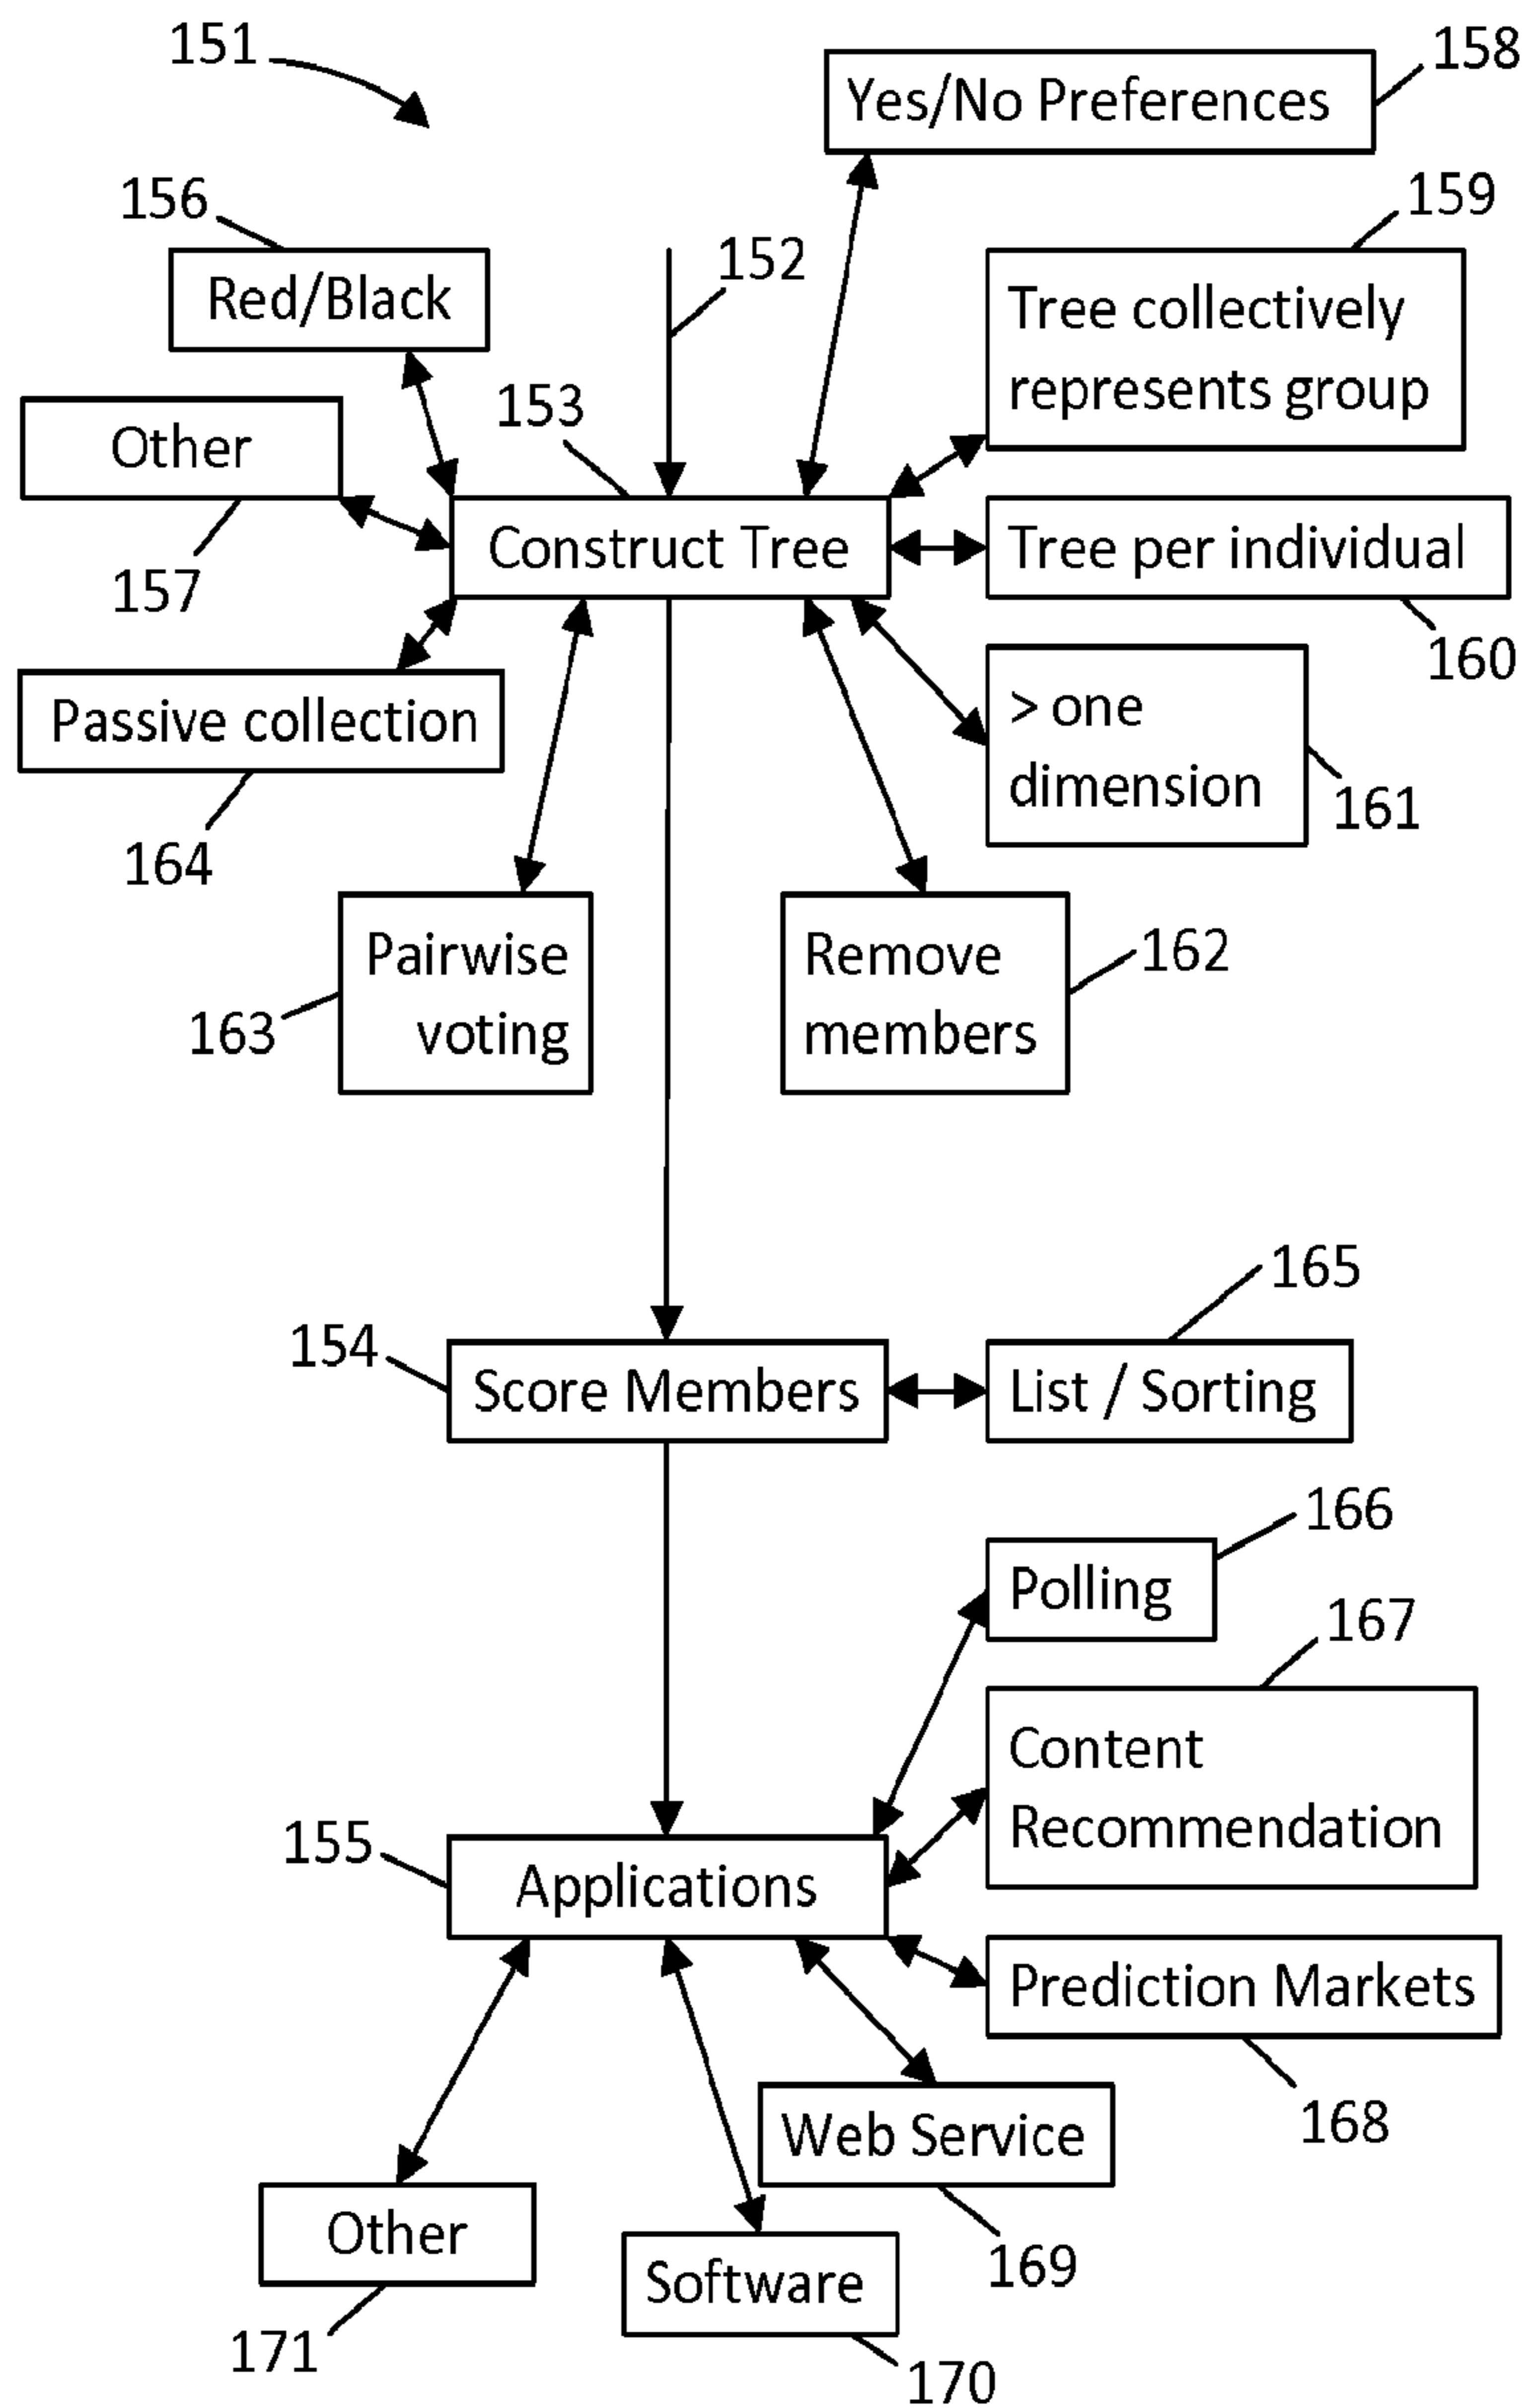 151
Yes/No Preferences
158
156
159
Red/Black
152
Tree collectively
represents group
153
Other
Construct Tree
Tree per individual
157
160
Passive collection
> one
dimension
161
164
Pairwise
voting
Remove
members
162
163
165
154
Score Members
List / Sorting
166
Polling
167
Content
Recommendation
155
Applications
Prediction Markets
168
Web Service
Other
169
Software
171
170